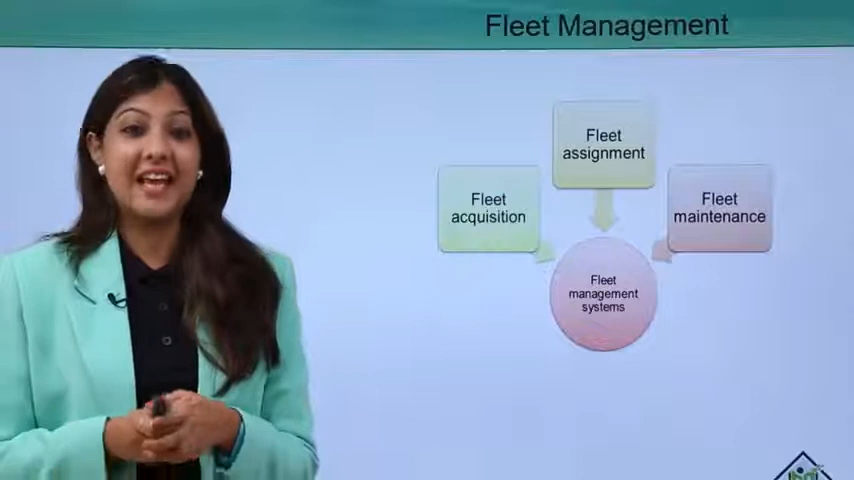 Fleet Management
Fleet
assignment
Fleet
acquisition
Fleet
maintenance
Fleet
management
systems